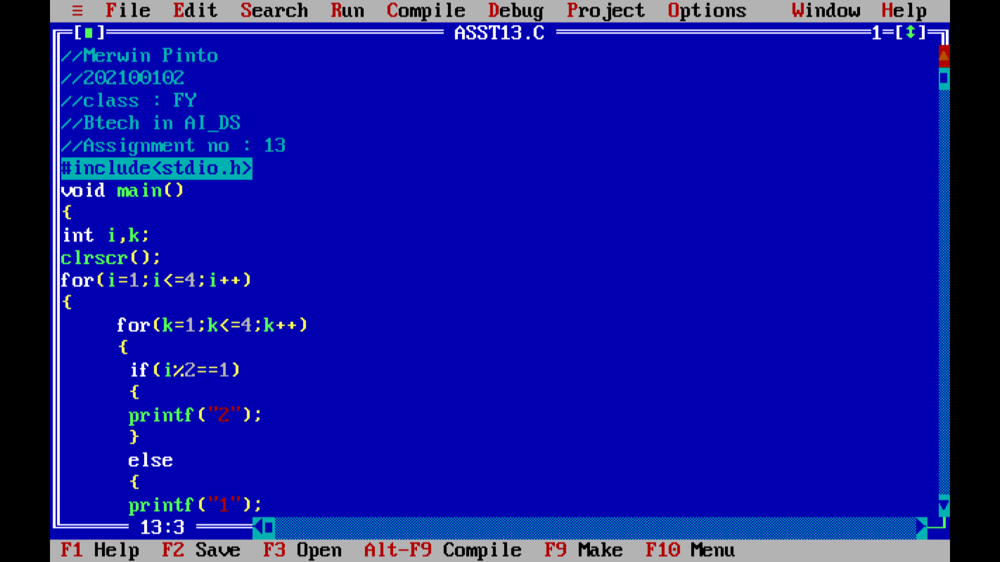 ≡ File Edit Search Run Compile Debug Project Options Window Help
[■] ASST13.C 1=[↕]
//Merwin Pinto
//202100102
//class : FY
//Btech in AI_DS
//Assignment no : 13
#include<stdio.h>
void main()
{
int i,k;
clrscr();
for(i=1;i<=4;i++)
{
for(k=1;k<=4;k++)
{
if(i%2==1)
{
printf("2");
}
else
{
printf("1");
13:3
F1 Help F2 Save F3 Open Alt-F9 Compile F9 Make F10 Menu